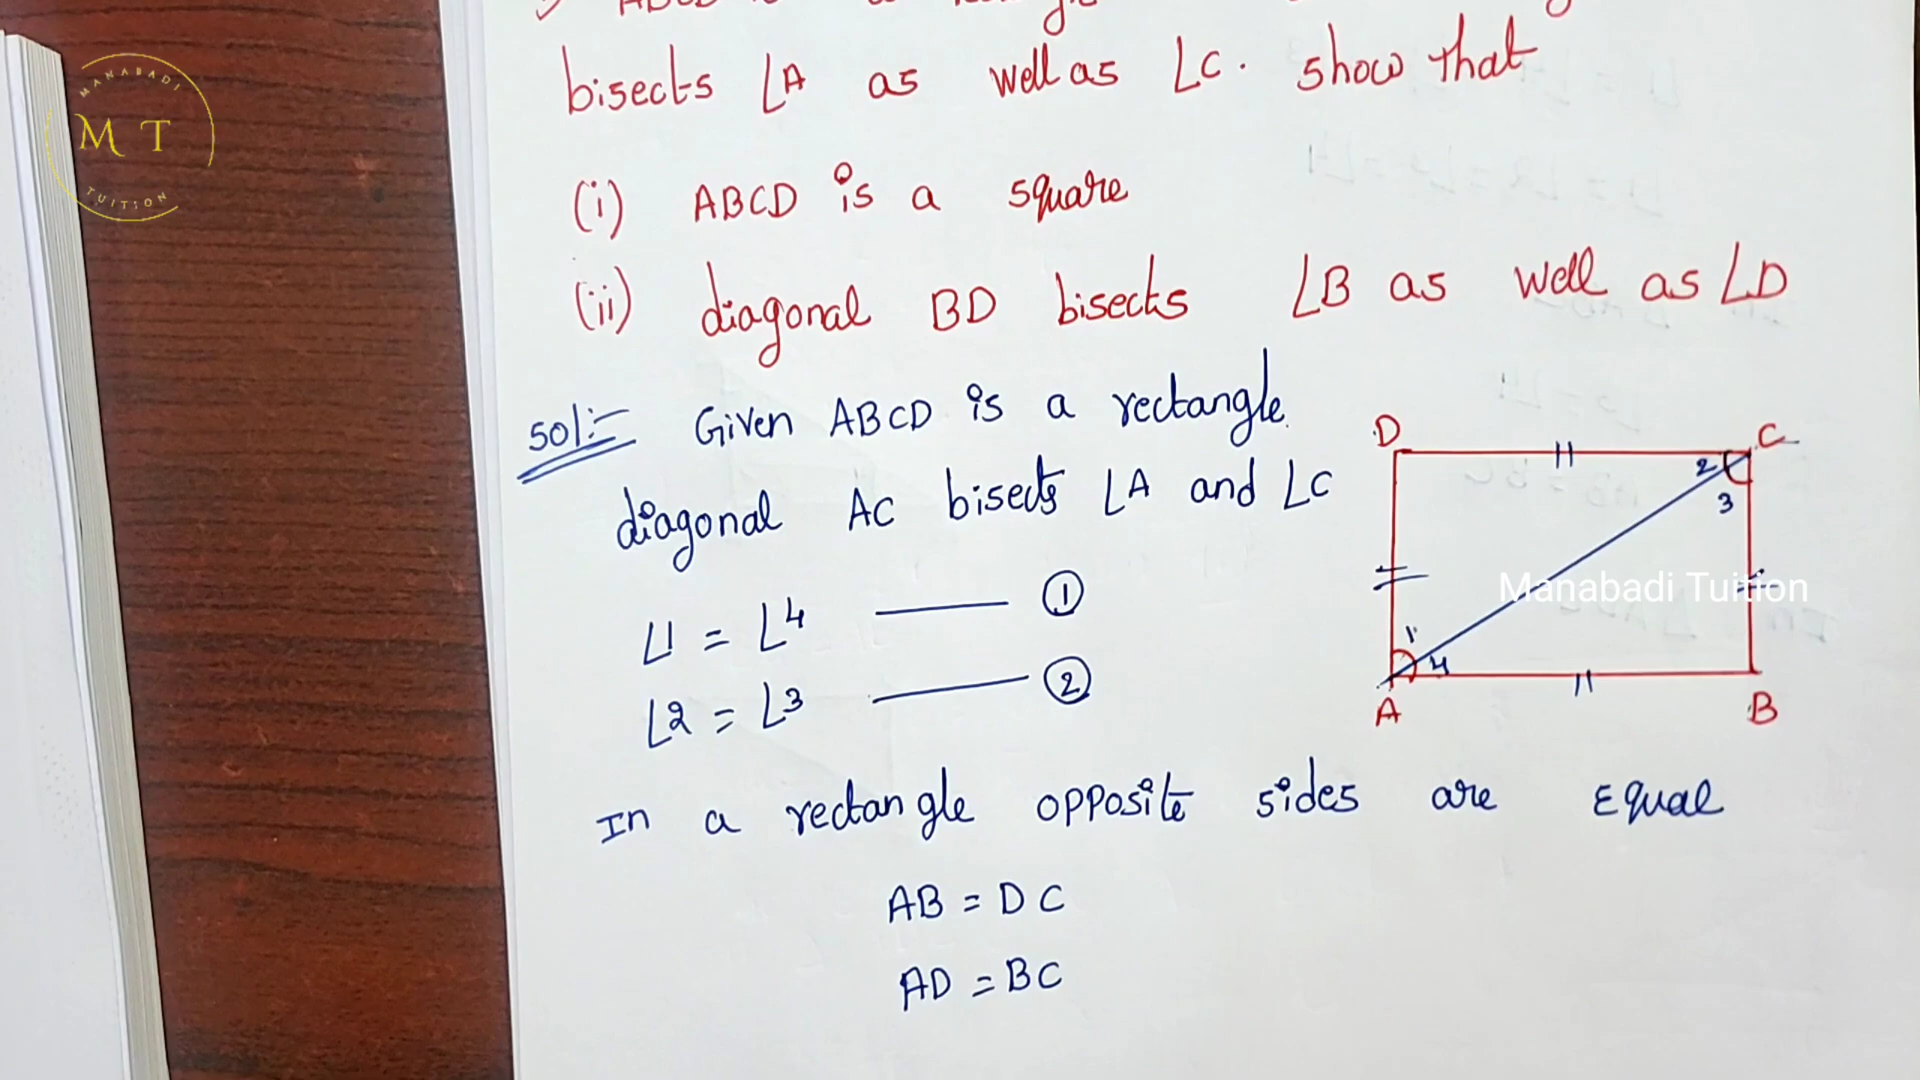 MANABADI
M T
TUITION
bisects ∠A as well as ∠C. show that
(i) ABCD is a square
(ii) diagonal BD bisects ∠B as well as ∠D
Sol:- Given ABCD is a rectangle.
diagonal AC bisects ∠A and ∠C
∠1 = ∠4 ——— ①
∠2 = ∠3 ——— ②
D C
2
3
Manabadi Tuition
1
4
A B
In a rectangle opposite sides are Equal
AB = DC
AD = BC